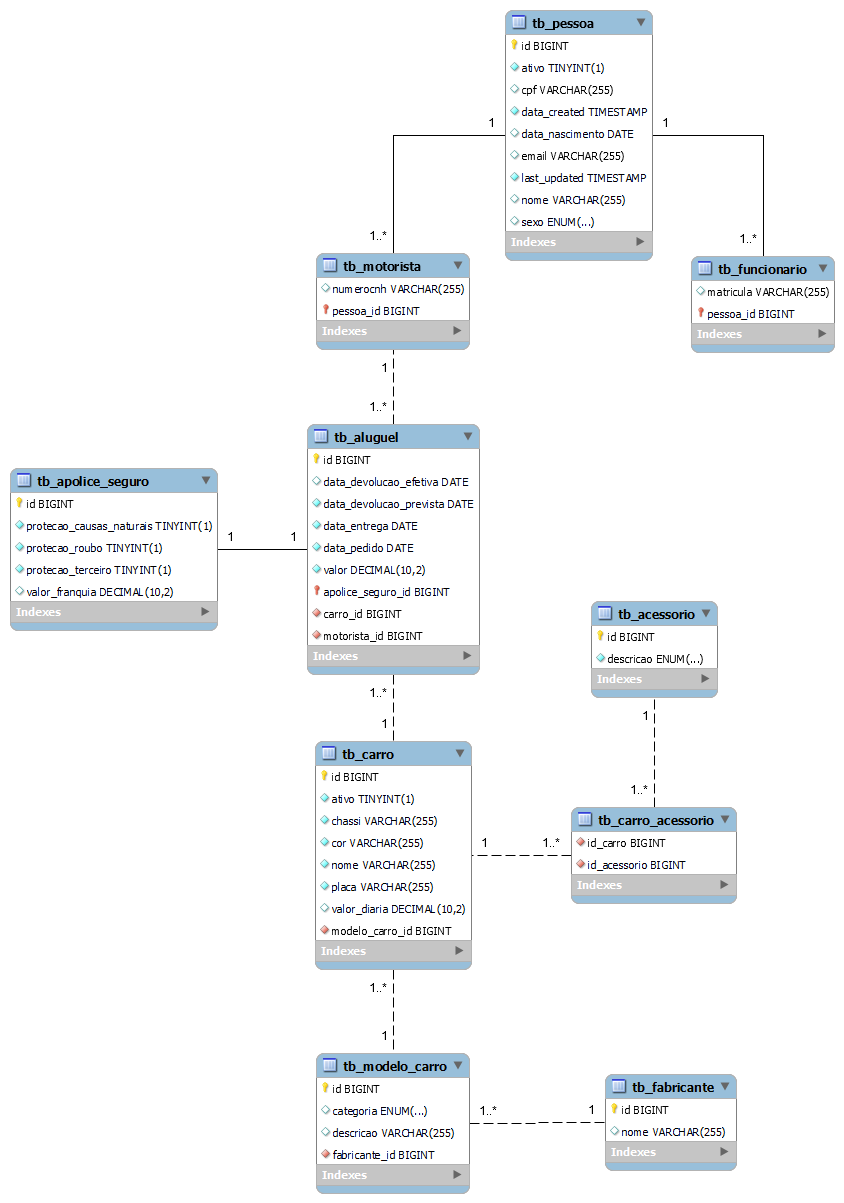 tb_pessoa
id BIGINT
ativo TINYINT(1)
cpf VARCHAR(255)
data_created TIMESTAMP
data_nascimento DATE
email VARCHAR(255)
last_updated TIMESTAMP
nome VARCHAR(255)
sexo ENUM(...)
Indexes
1
1
1..*
1..*
tb_motorista
numerocnh VARCHAR(255)
pessoa_id BIGINT
Indexes
tb_funcionario
matricula VARCHAR(255)
pessoa_id BIGINT
Indexes
1
1..*
tb_aluguel
id BIGINT
data_devolucao_efetiva DATE
data_devolucao_prevista DATE
data_entrega DATE
data_pedido DATE
valor DECIMAL(10,2)
apolice_seguro_id BIGINT
carro_id BIGINT
motorista_id BIGINT
Indexes
tb_apolice_seguro
id BIGINT
protecao_causas_naturais TINYINT(1)
protecao_roubo TINYINT(1)
protecao_terceiro TINYINT(1)
valor_franquia DECIMAL(10,2)
Indexes
1
1
tb_acessorio
id BIGINT
descricao ENUM(...)
Indexes
1
1..*
1..*
1
tb_carro
id BIGINT
ativo TINYINT(1)
chassi VARCHAR(255)
cor VARCHAR(255)
nome VARCHAR(255)
placa VARCHAR(255)
valor_diaria DECIMAL(10,2)
modelo_carro_id BIGINT
Indexes
1
1..*
tb_carro_acessorio
id_carro BIGINT
id_acessorio BIGINT
Indexes
1..*
1
tb_modelo_carro
id BIGINT
categoria ENUM(...)
descricao VARCHAR(255)
fabricante_id BIGINT
Indexes
1..*
1
tb_fabricante
id BIGINT
nome VARCHAR(255)
Indexes